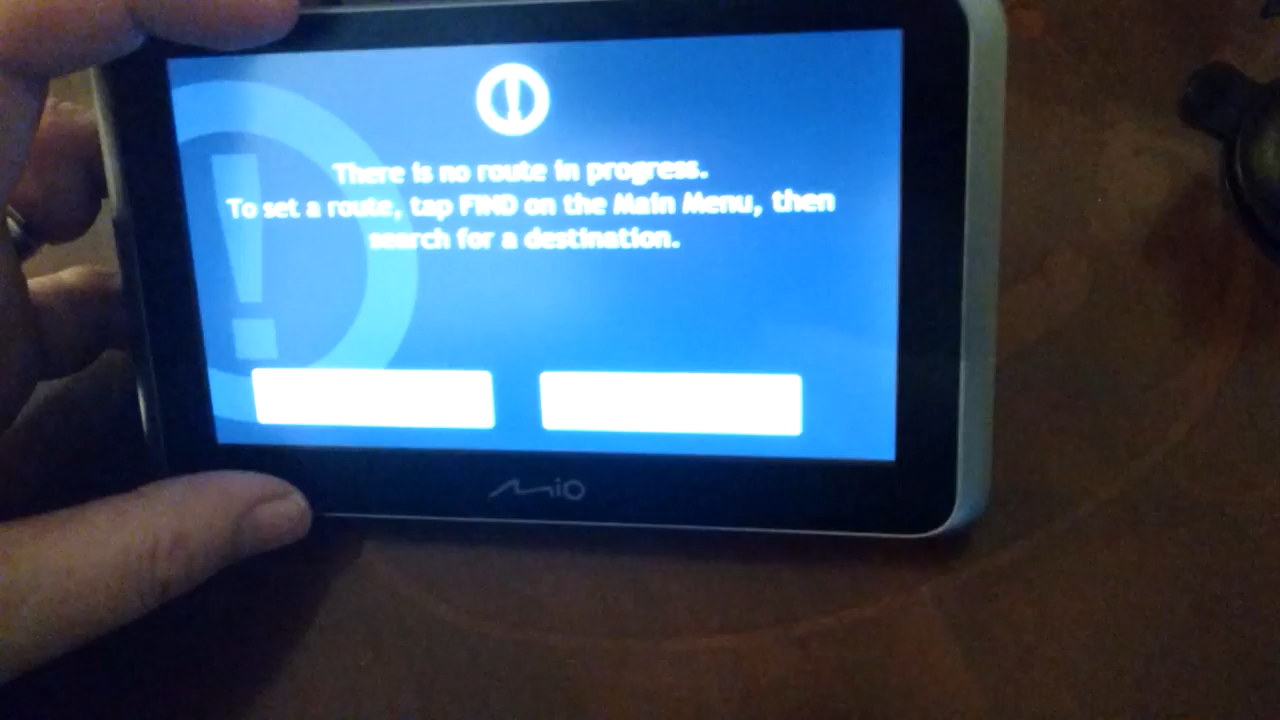 There is no route in progress.
To set a route, tap FIND on the Main Menu, then
search for a destination.
Mio